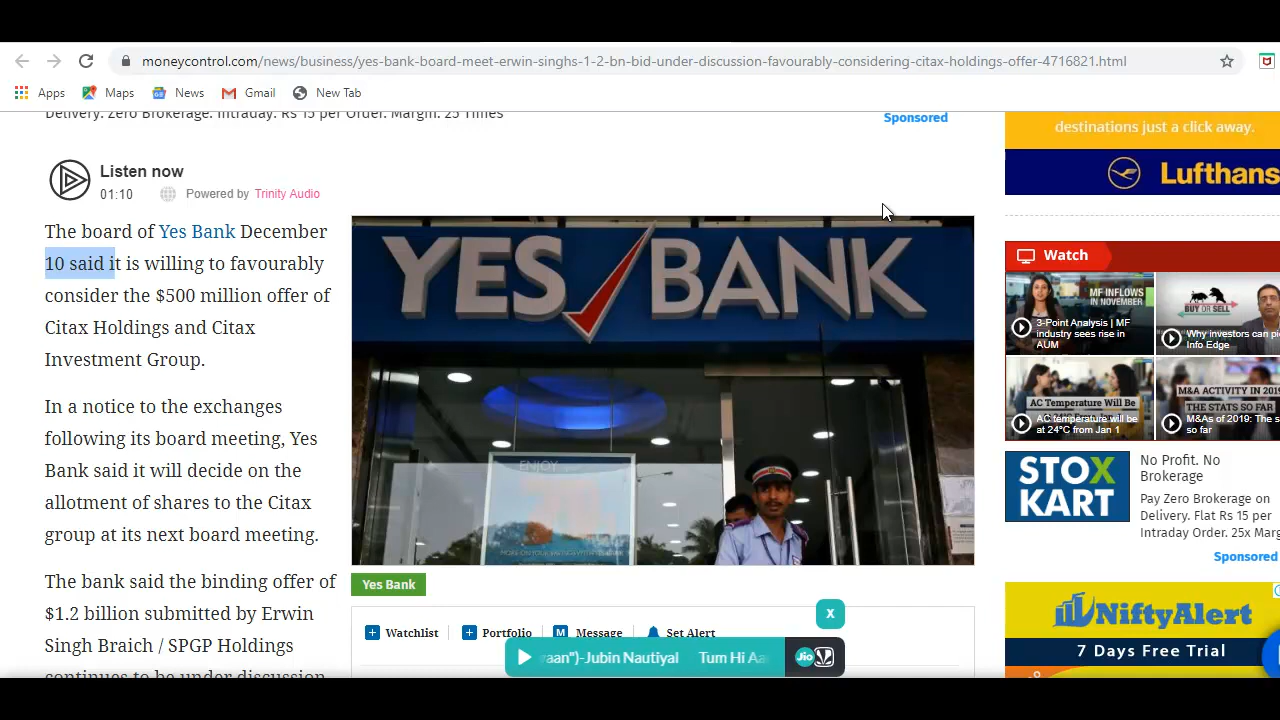 moneycontrol.com/news/business/yes-bank-board-meet-erwin-singhs-1-2-bn-bid-under-discussion-favourably-considering-citax-holdings-offer-4716821.html
Apps
Maps
News
Gmail
New Tab
Delivery. Zero Brokerage. Intraday. Rs 15 per Order. Margin. 25 Times
Sponsored
Listen now
01:10
Powered by Trinity Audio
The board of Yes Bank December
10 said it is willing to favourably
consider the $500 million offer of
Citax Holdings and Citax
Investment Group.
In a notice to the exchanges
following its board meeting, Yes
Bank said it will decide on the
allotment of shares to the Citax
group at its next board meeting.
The bank said the binding offer of
$1.2 billion submitted by Erwin
Singh Braich / SPGP Holdings
continues to be under discussion
YES BANK
ENJOY
Yes Bank
Watchlist
Portfolio
M Message
Set Alert
x
aan")-Jubin Nautiyal Tum Hi Aa
Jio
destinations just a click away.
Lufthans
Watch
MF INFLOWS
IN NOVEMBER
3-Point Analysis | MF
industry sees rise in
AUM
BUY OR SELL
Why investors can pi
Info Edge
AC Temperature Will Be
AC temperature will be
at 24°C from Jan 1
M&A ACTIVITY IN 2019
THE STATS SO FAR
M&As of 2019: The s
so far
STOX
KART
No Profit. No
Brokerage
Pay Zero Brokerage on
Delivery. Flat Rs 15 per
Intraday Order. 25x Marg
Sponsored
NiftyAlert
7 Days Free Trial